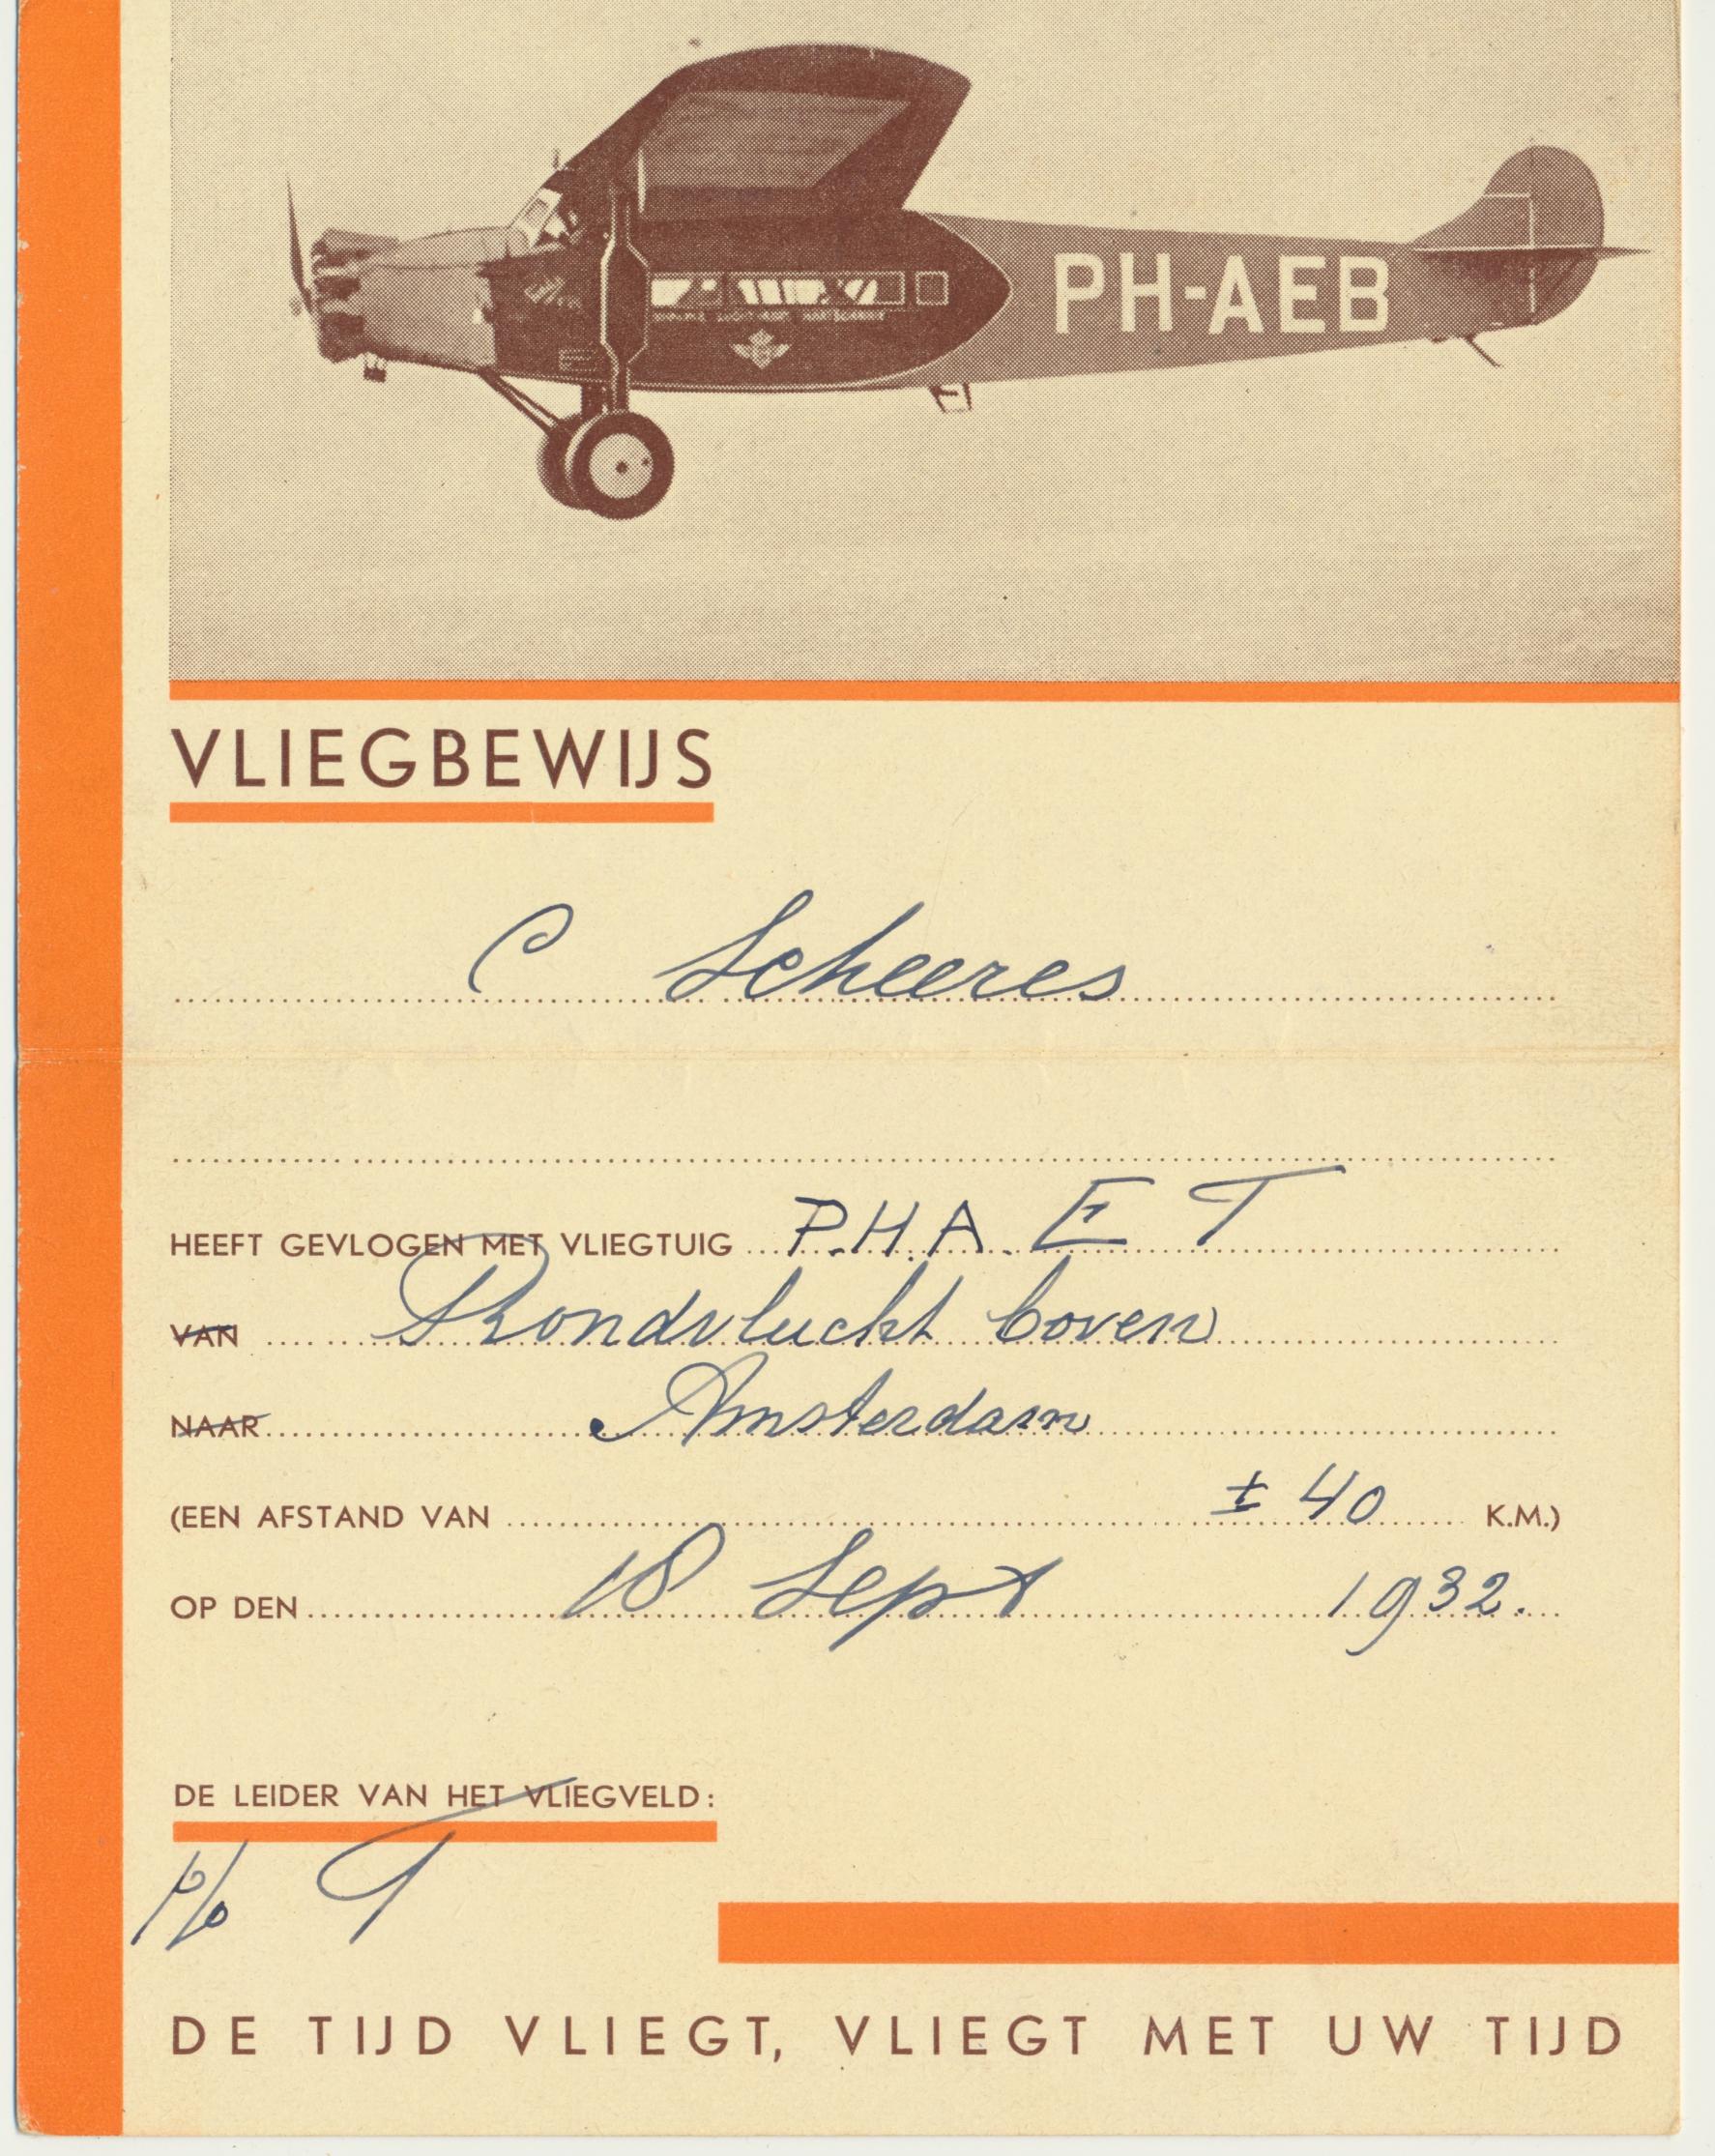 PH-AEB
VLIEGBEWIJS
C Scheeres
HEEFT GEVLOGEN MET VLIEGTUIG P.H.A. E T
VAN Rondvlucht boven
NAAR Amsterdam
(EEN AFSTAND VAN ± 40 K.M.)
OP DEN 18 Sept 1932.
DE LEIDER VAN HET VLIEGVELD:
p/o
DE TIJD VLIEGT, VLIEGT MET UW TIJD